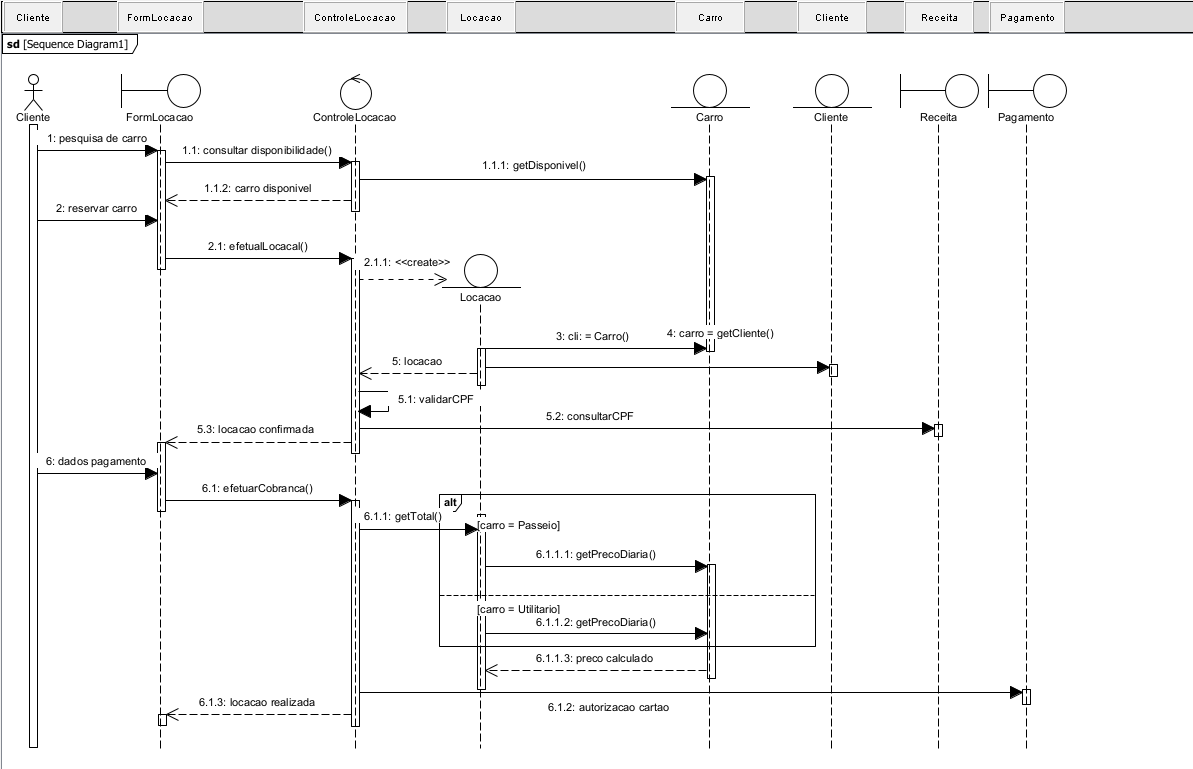 Cliente FormLocacao ControleLocacao Locacao Carro Cliente Receita Pagamento
sd [Sequence Diagram1]
Cliente FormLocacao ControleLocacao Carro Cliente Receita Pagamento
1: pesquisa de carro
1.1: consultar disponibilidade()
1.1.1: getDisponivel()
1.1.2: carro disponivel
2: reservar carro
2.1: efetualLocacal()
2.1.1: <<create>>
Locacao
3: cli: = Carro()
4: carro = getCliente()
5: locacao
5.1: validarCPF
5.2: consultarCPF
5.3: locacao confirmada
6: dados pagamento
6.1: efetuarCobranca()
alt
6.1.1: getTotal()
[carro = Passeio]
6.1.1.1: getPrecoDiaria()
[carro = Utilitario]
6.1.1.2: getPrecoDiaria()
6.1.1.3: preco calculado
6.1.3: locacao realizada
6.1.2: autorizacao cartao